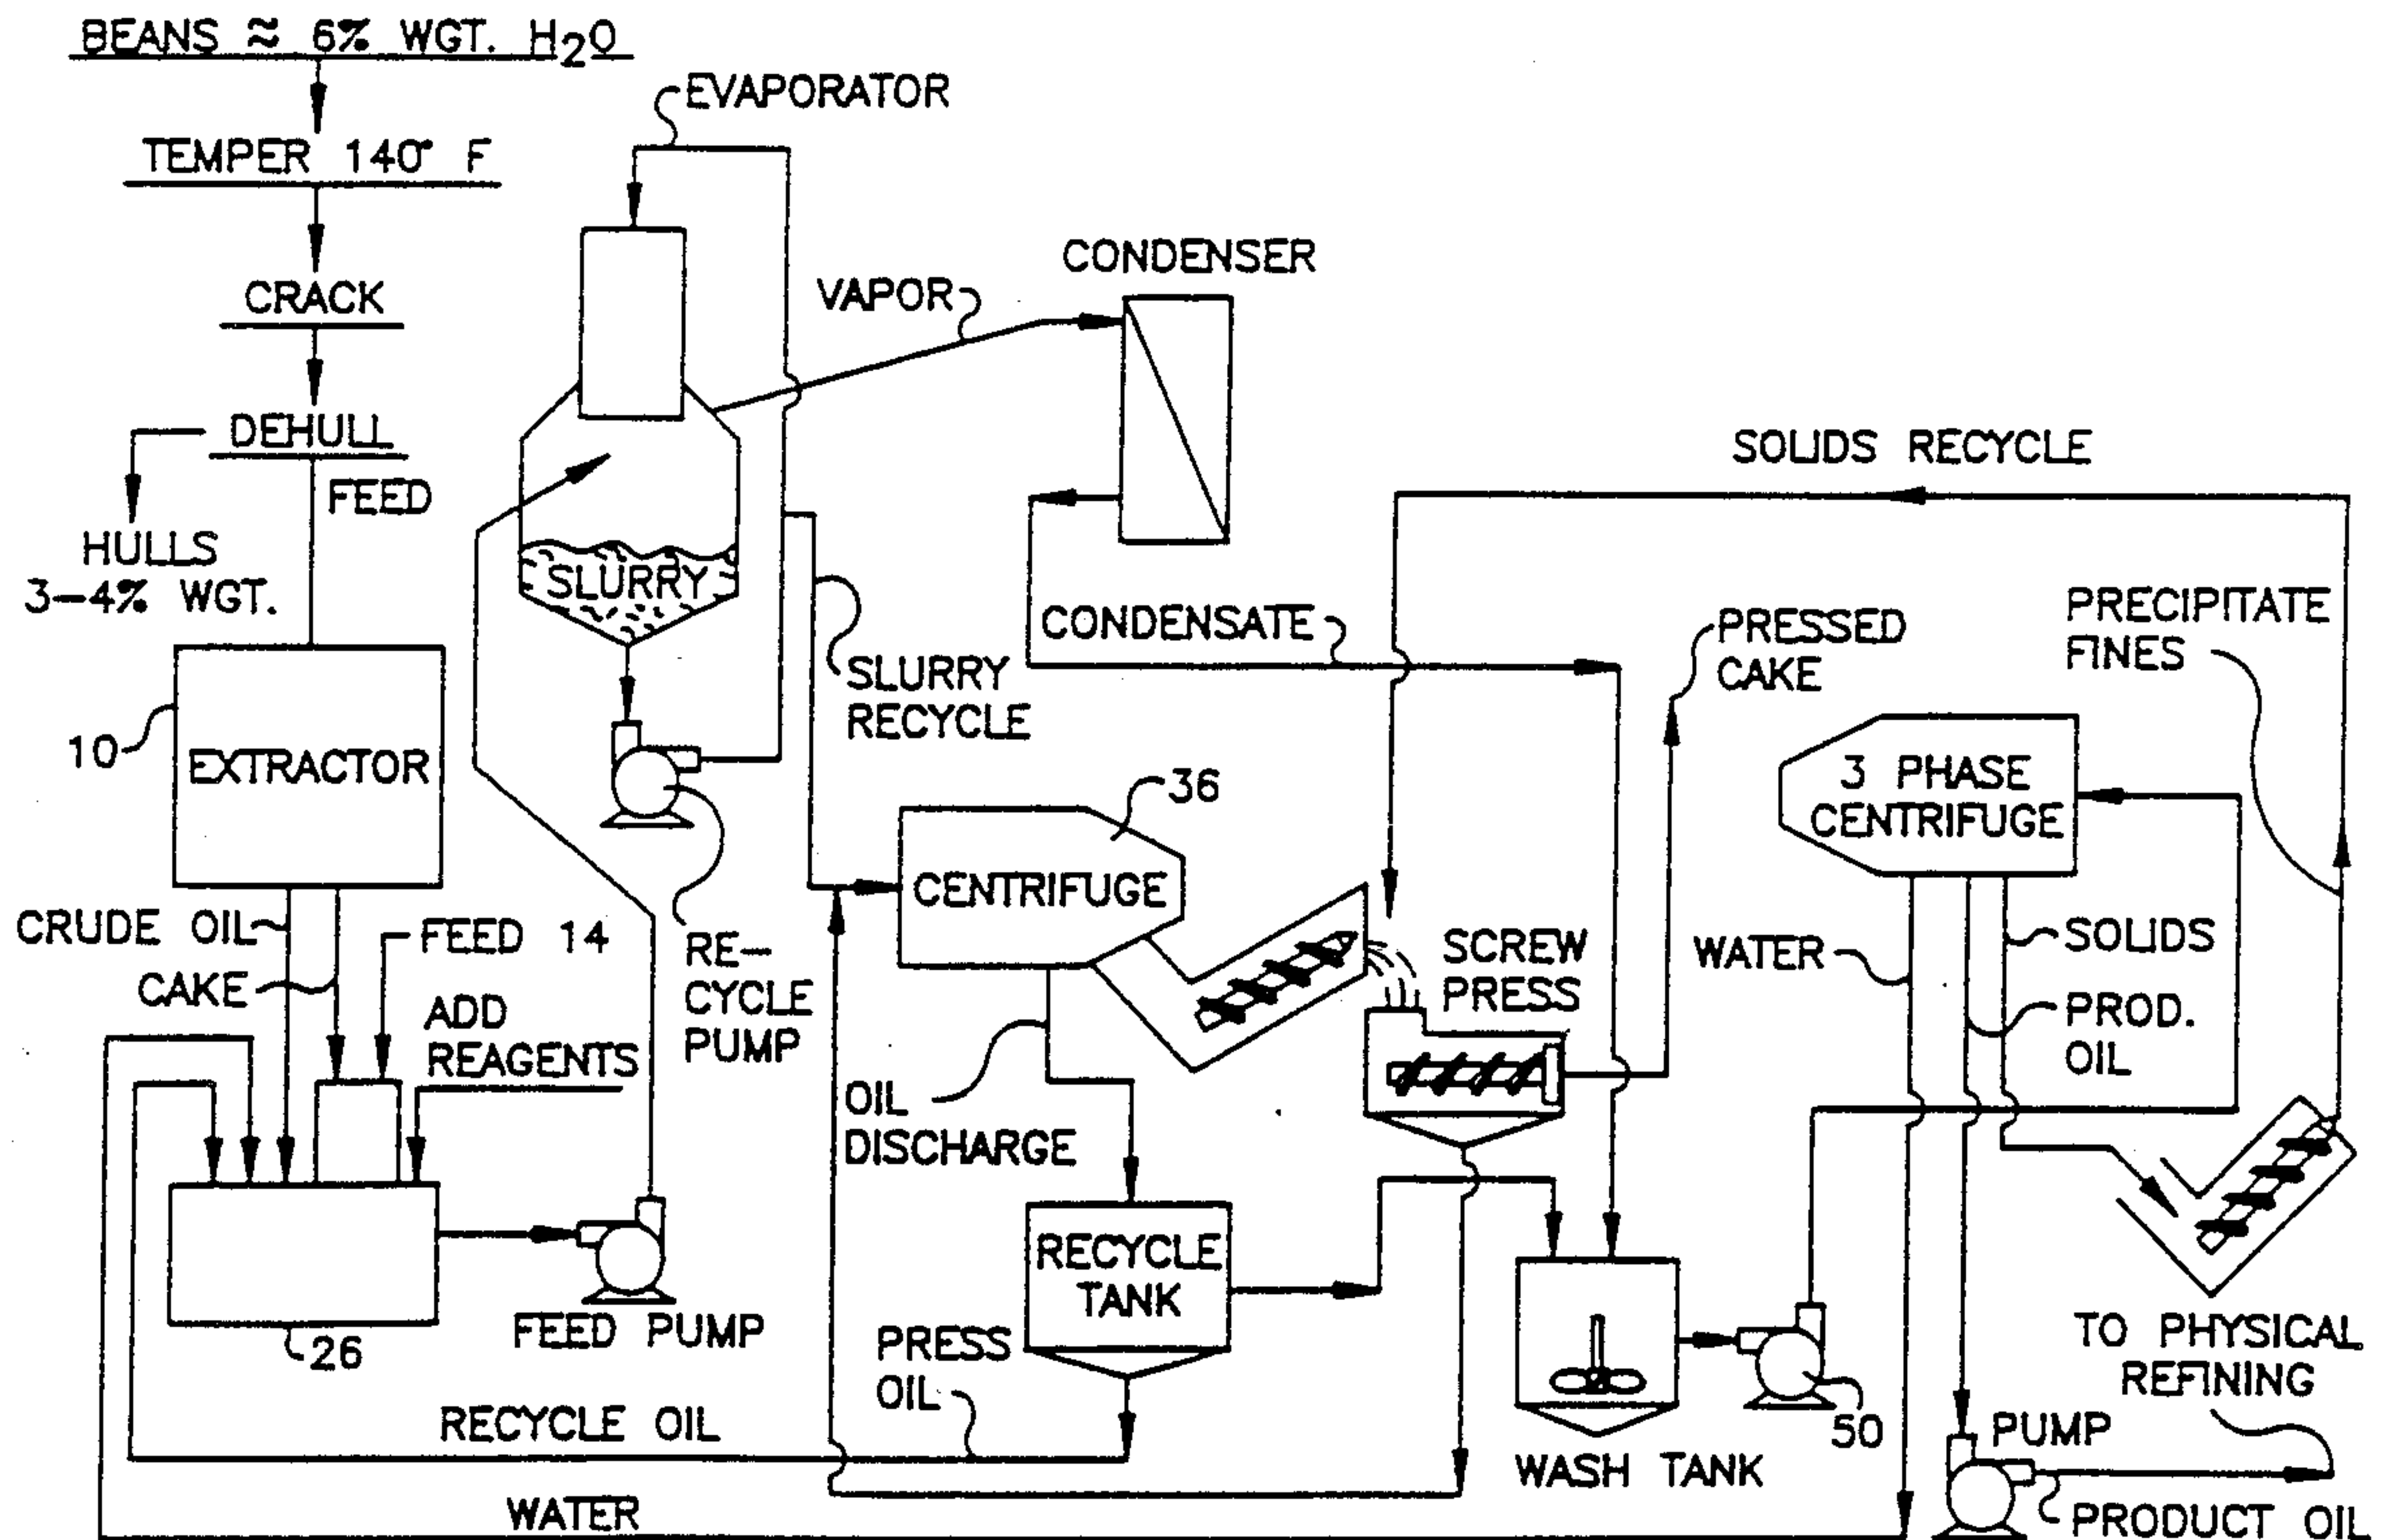 BEANS ≈ 6% WGT. H2O
TEMPER 140° F
CRACK
DEHULL
FEED
HULLS
3-4% WGT.
10
EXTRACTOR
CRUDE OIL
CAKE
FEED 14
ADD
REAGENTS
26
FEED PUMP
EVAPORATOR
SLURRY
RE-
CYCLE
PUMP
VAPOR
CONDENSER
SLURRY
RECYCLE
CONDENSATE
36
CENTRIFUGE
OIL
DISCHARGE
RECYCLE
TANK
PRESS
OIL
RECYCLE OIL
WATER
SOLIDS RECYCLE
PRESSED
CAKE
SCREW
PRESS
WASH TANK
50
3 PHASE
CENTRIFUGE
WATER
SOLIDS
PROD.
OIL
PRECIPITATE
FINES
TO PHYSICAL
REFINING
PUMP
PRODUCT OIL